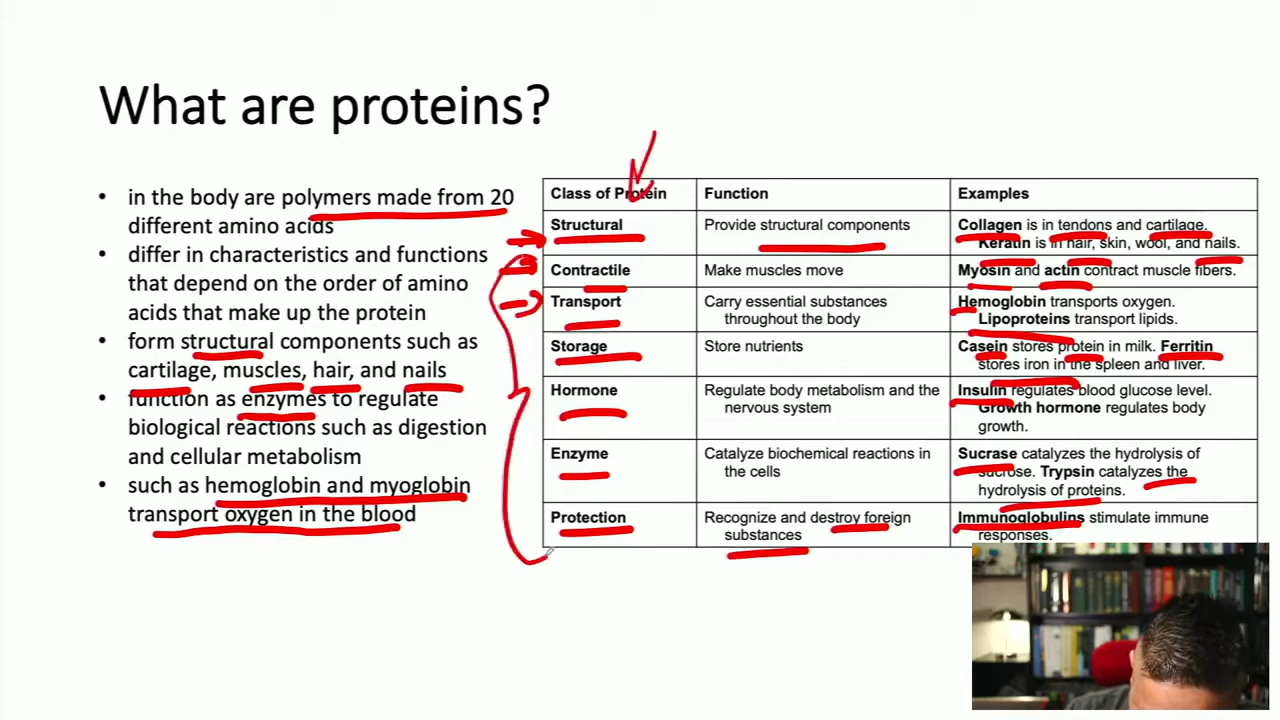 What are proteins?
• in the body are polymers made from 20
different amino acids
• differ in characteristics and functions
that depend on the order of amino
acids that make up the protein
• form structural components such as
cartilage, muscles, hair, and nails
• function as enzymes to regulate
biological reactions such as digestion
and cellular metabolism
• such as hemoglobin and myoglobin
transport oxygen in the blood
Class of Protein Function Examples
Structural Provide structural components Collagen is in tendons and cartilage.
Keratin is in hair, skin, wool, and nails.
Contractile Make muscles move Myosin and actin contract muscle fibers.
Transport Carry essential substances Hemoglobin transports oxygen.
throughout the body Lipoproteins transport lipids.
Storage Store nutrients Casein stores protein in milk. Ferritin
stores iron in the spleen and liver.
Hormone Regulate body metabolism and the Insulin regulates blood glucose level.
nervous system Growth hormone regulates body
growth.
Enzyme Catalyze biochemical reactions in Sucrase catalyzes the hydrolysis of
the cells sucrose. Trypsin catalyzes the
hydrolysis of proteins.
Protection Recognize and destroy foreign Immunoglobulins stimulate immune
substances responses.